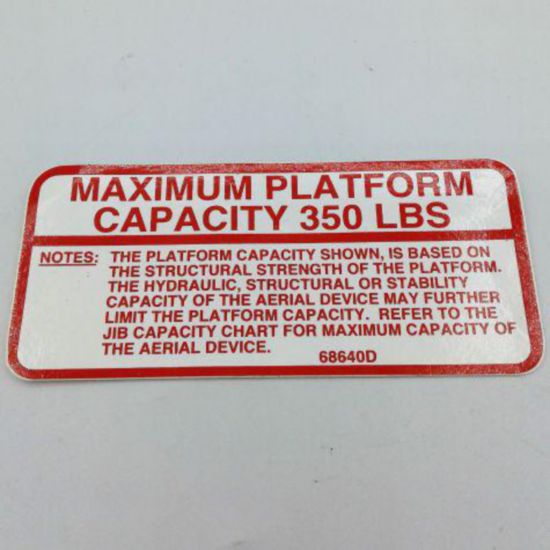 MAXIMUM PLATFORM
CAPACITY 350 LBS
NOTES: THE PLATFORM CAPACITY SHOWN, IS BASED ON
THE STRUCTURAL STRENGTH OF THE PLATFORM.
THE HYDRAULIC, STRUCTURAL OR STABILITY
CAPACITY OF THE AERIAL DEVICE MAY FURTHER
LIMIT THE PLATFORM CAPACITY. REFER TO THE
JIB CAPACITY CHART FOR MAXIMUM CAPACITY OF
THE AERIAL DEVICE. 68640D